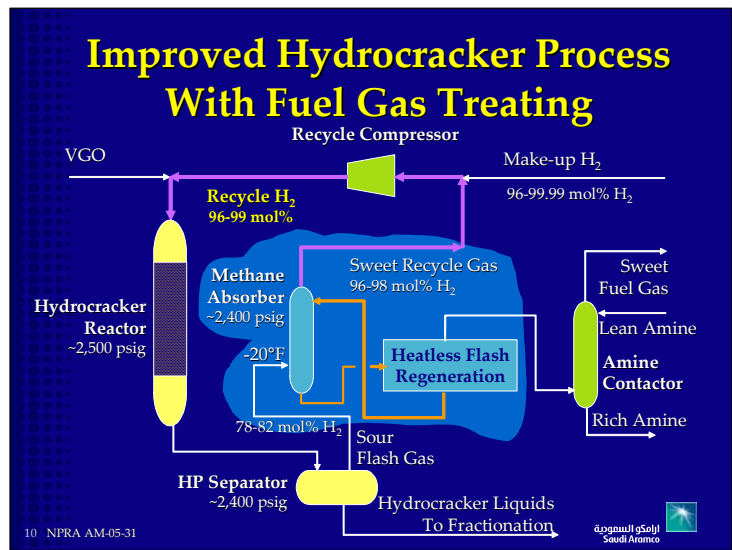 Improved Hydrocracker Process
With Fuel Gas Treating
Recycle Compressor
VGO
Make-up H₂
96-99.99 mol% H₂
Recycle H₂
96-99 mol%
Sweet Recycle Gas
96-98 mol% H₂
Methane
Absorber
~2,400 psig
Sweet
Fuel Gas
Hydrocracker
Reactor
~2,500 psig
Lean Amine
-20°F
Heatless Flash
Regeneration
Amine
Contactor
78-82 mol% H₂
Rich Amine
Sour
Flash Gas
HP Separator
~2,400 psig
Hydrocracker Liquids
To Fractionation
10 NPRA AM-05-31
أرامكو السعودية
Saudi Aramco